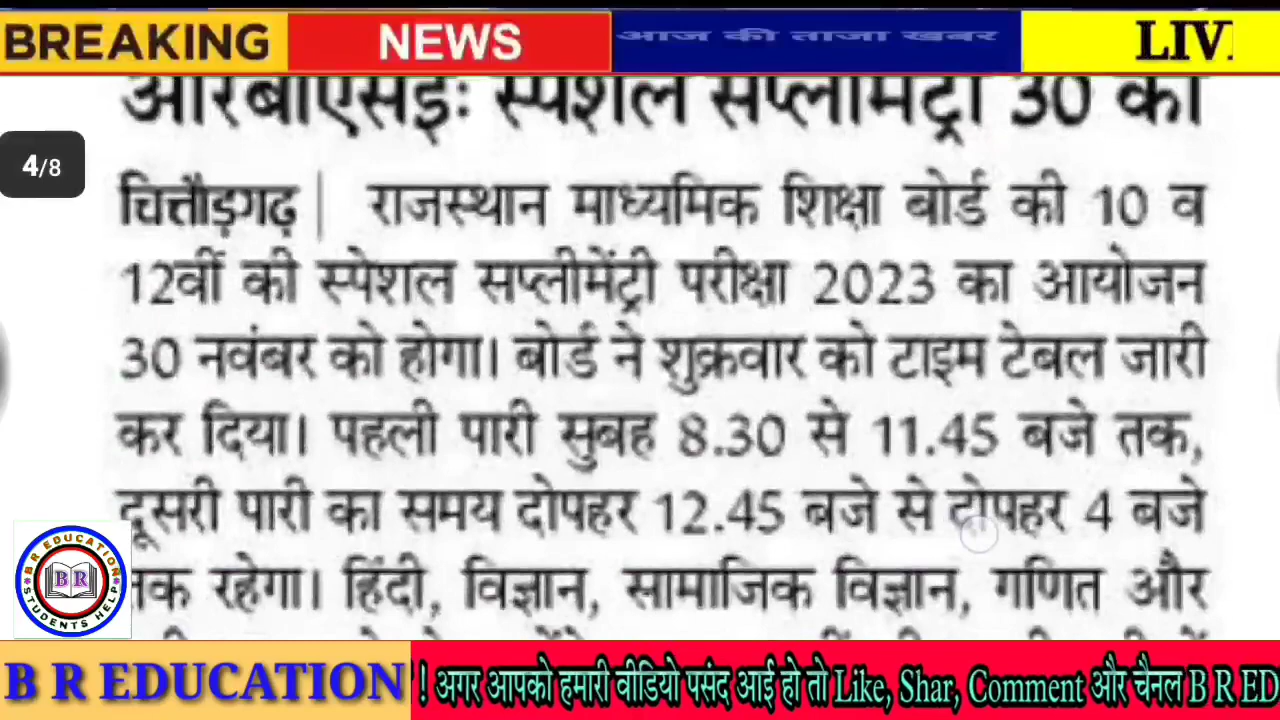 BREAKING NEWS आज की ताजा खबर LIV
आरबीएसई: स्पेशल सप्लीमेंट्री 30 को
4/8
चित्तौड़गढ़ | राजस्थान माध्यमिक शिक्षा बोर्ड की 10 व
12वीं की स्पेशल सप्लीमेंट्री परीक्षा 2023 का आयोजन
30 नवंबर को होगा। बोर्ड ने शुक्रवार को टाइम टेबल जारी
कर दिया। पहली पारी सुबह 8.30 से 11.45 बजे तक,
दूसरी पारी का समय दोपहर 12.45 बजे से दोपहर 4 बजे
तक रहेगा। हिंदी, विज्ञान, सामाजिक विज्ञान, गणित और
B R EDUCATION
BR
STUDENTS HELP
B R EDUCATION ! अगर आपको हमारी वीडियो पसंद आई हो तो Like, Shar, Comment और चैनल B R ED